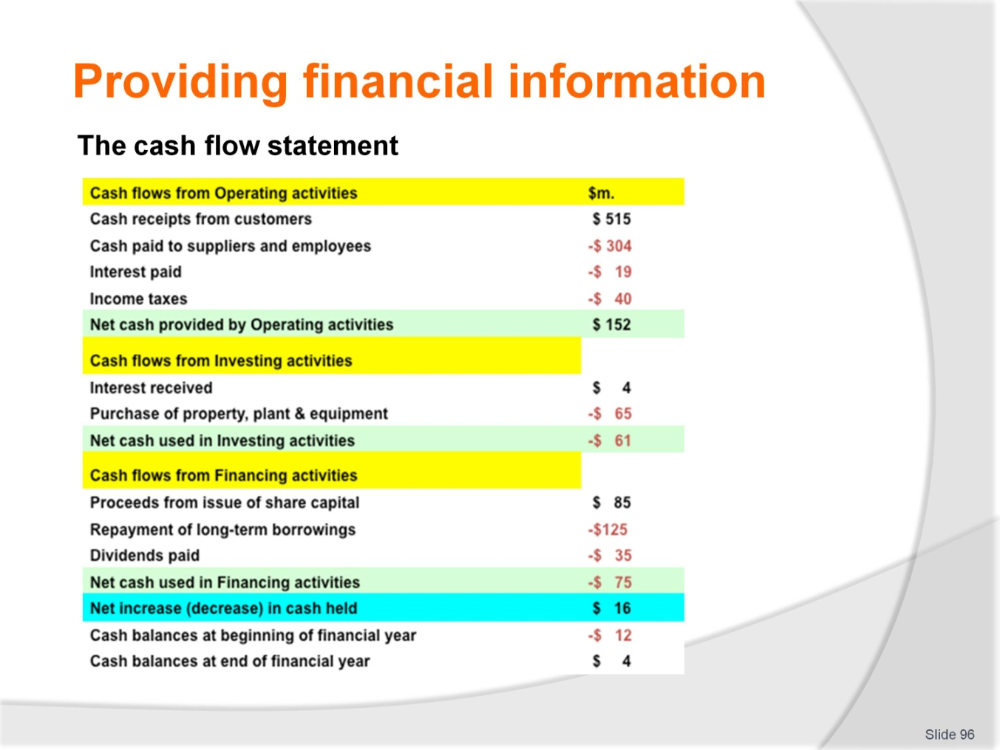 Providing financial information
The cash flow statement
Cash flows from Operating activities $m.
Cash receipts from customers $ 515
Cash paid to suppliers and employees -$ 304
Interest paid -$ 19
Income taxes -$ 40
Net cash provided by Operating activities $ 152
Cash flows from Investing activities
Interest received $ 4
Purchase of property, plant & equipment -$ 65
Net cash used in Investing activities -$ 61
Cash flows from Financing activities
Proceeds from issue of share capital $ 85
Repayment of long-term borrowings -$125
Dividends paid -$ 35
Net cash used in Financing activities -$ 75
Net increase (decrease) in cash held $ 16
Cash balances at beginning of financial year -$ 12
Cash balances at end of financial year $ 4
Slide 96